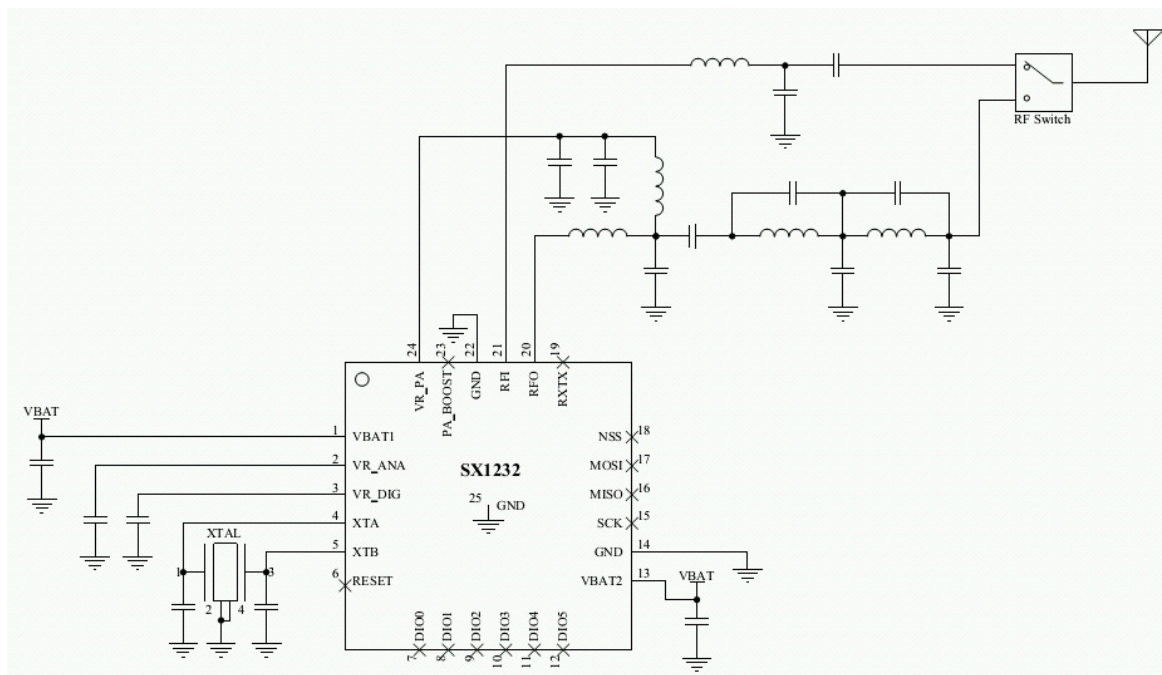 RF Switch
24
23
22
21
20
19
VR_PA
PA_BOOST
GND
RFI
RFO
RXTX
VBAT
1
VBAT1
NSS
18
2
VR_ANA
MOSI
17
SX1232
3
VR_DIG
MISO
16
25
GND
4
XTA
SCK
15
XTAL
5
XTB
GND
14
1
3
6
RESET
VBAT2
13
VBAT
2
4
DIO0
DIO1
DIO2
DIO3
DIO4
DIO5
7
8
9
10
11
12